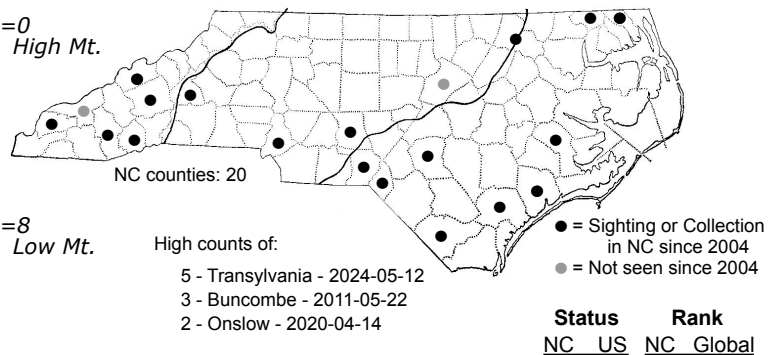 =0
High Mt.
NC counties: 20
=8
Low Mt.
High counts of:
5 - Transylvania - 2024-05-12
3 - Buncombe - 2011-05-22
2 - Onslow - 2020-04-14
= Sighting or Collection
in NC since 2004
= Not seen since 2004
Status Rank
NC US NC Global